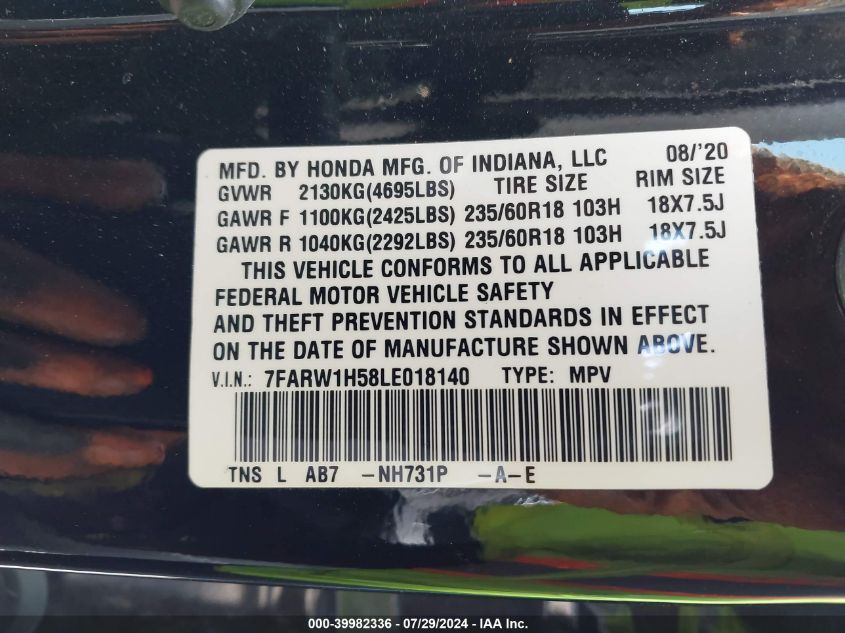 MFD. BY HONDA MFG. OF INDIANA, LLC 08/'20
GVWR 2130KG(4695LBS) TIRE SIZE RIM SIZE
GAWR F 1100KG(2425LBS) 235/60R18 103H 18X7.5J
GAWR R 1040KG(2292LBS) 235/60R18 103H 18X7.5J
THIS VEHICLE CONFORMS TO ALL APPLICABLE
FEDERAL MOTOR VEHICLE SAFETY
AND THEFT PREVENTION STANDARDS IN EFFECT
ON THE DATE OF MANUFACTURE SHOWN ABOVE.
V.I.N.: 7FARW1H58LE018140 TYPE: MPV
TNS L AB7 -NH731P -A-E
000-39982336 - 07/29/2024 - IAA Inc.